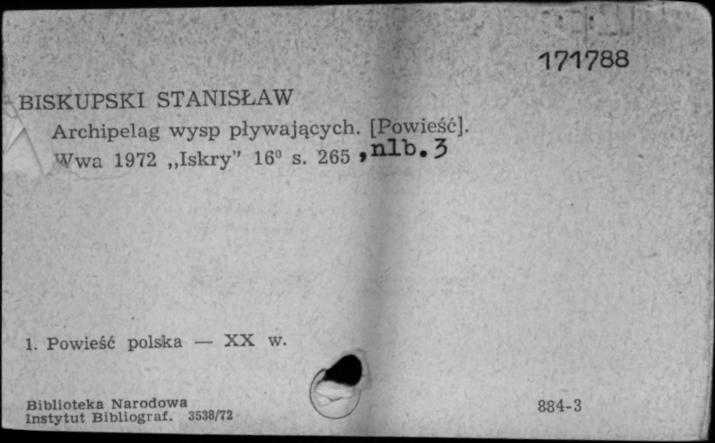 171788
BISKUPSKI STANISŁAW
Archipelag wysp pływających. [Powieść].
Wwa 1972 „Iskry” 16⁰ s. 265 , nlb. 3
1. Powieść polska — XX w.
Biblioteka Narodowa
Instytut Bibliograf. 3538/72
884-3